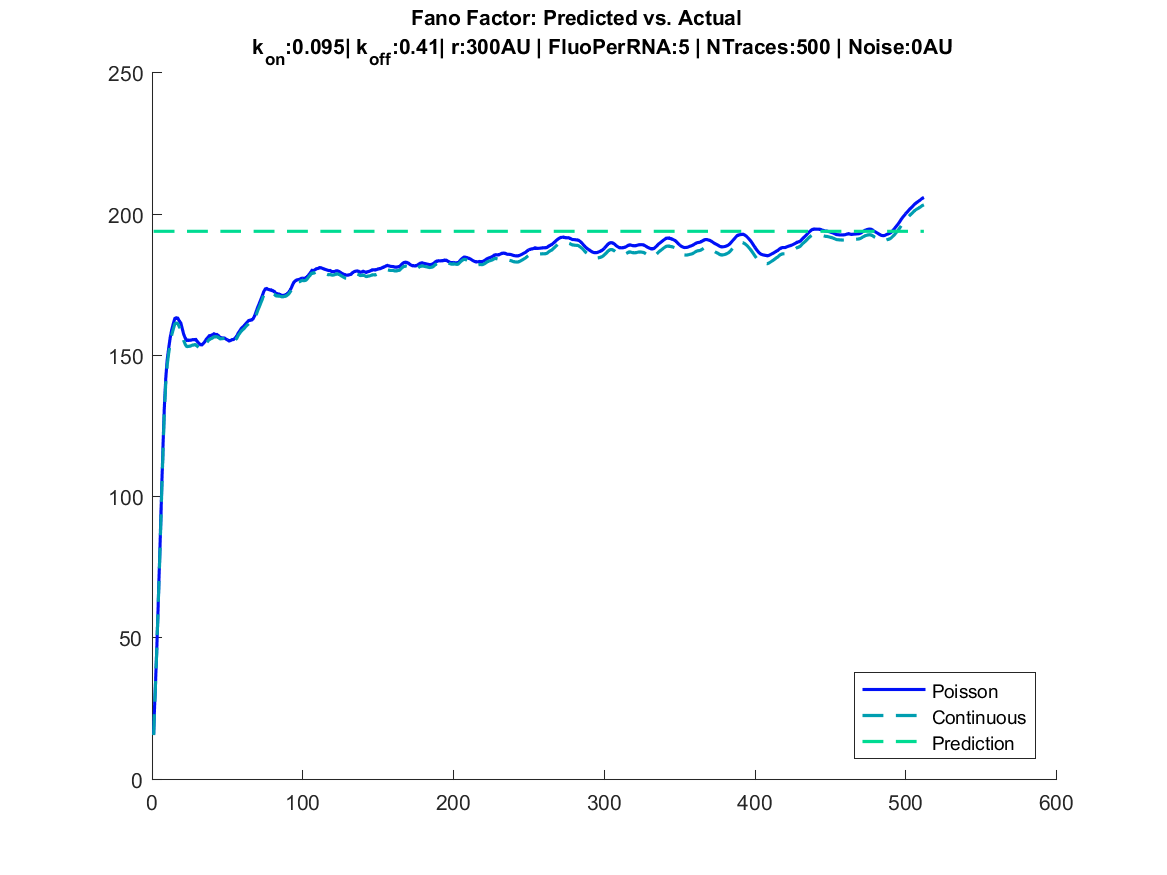 Fano Factor: Predicted vs. Actual
kon:0.095| koff:0.41| r:300AU | FluoPerRNA:5 | NTraces:500 | Noise:0AU
250
200
150
100
50
0
0 100 200 300 400 500 600
Poisson
Continuous
Prediction